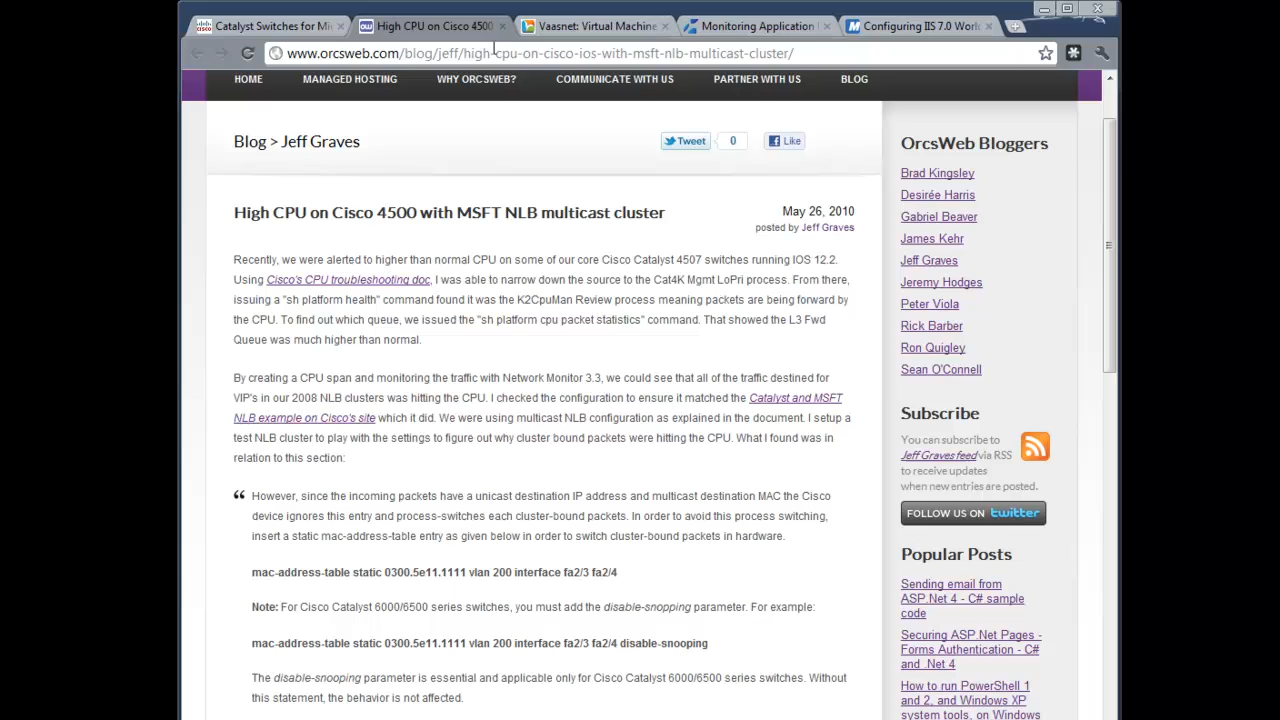 Catalyst Switches for Mi
High CPU on Cisco 4500
Vaasnet: Virtual Machine
Monitoring Application
Configuring IIS 7.0 Work
www.orcsweb.com/blog/jeff/high-cpu-on-cisco-ios-with-msft-nlb-multicast-cluster/
HOME MANAGED HOSTING WHY ORCSWEB? COMMUNICATE WITH US PARTNER WITH US BLOG
Blog > Jeff Graves
Tweet 0 Like
High CPU on Cisco 4500 with MSFT NLB multicast cluster
May 26, 2010
posted by Jeff Graves
Recently, we were alerted to higher than normal CPU on some of our core Cisco Catalyst 4507 switches running IOS 12.2.
Using Cisco's CPU troubleshooting doc, I was able to narrow down the source to the Cat4K Mgmt LoPri process. From there,
issuing a "sh platform health" command found it was the K2CpuMan Review process meaning packets are being forward by
the CPU. To find out which queue, we issued the "sh platform cpu packet statistics" command. That showed the L3 Fwd
Queue was much higher than normal.
By creating a CPU span and monitoring the traffic with Network Monitor 3.3, we could see that all of the traffic destined for
VIP's in our 2008 NLB clusters was hitting the CPU. I checked the configuration to ensure it matched the Catalyst and MSFT
NLB example on Cisco's site which it did. We were using multicast NLB configuration as explained in the document. I setup a
test NLB cluster to play with the settings to figure out why cluster bound packets were hitting the CPU. What I found was in
relation to this section:
“ However, since the incoming packets have a unicast destination IP address and multicast destination MAC the Cisco
device ignores this entry and process-switches each cluster-bound packets. In order to avoid this process switching,
insert a static mac-address-table entry as given below in order to switch cluster-bound packets in hardware.
mac-address-table static 0300.5e11.1111 vlan 200 interface fa2/3 fa2/4
Note: For Cisco Catalyst 6000/6500 series switches, you must add the disable-snopping parameter. For example:
mac-address-table static 0300.5e11.1111 vlan 200 interface fa2/3 fa2/4 disable-snooping
The disable-snooping parameter is essential and applicable only for Cisco Catalyst 6000/6500 series switches. Without
this statement, the behavior is not affected.
OrcsWeb Bloggers
Brad Kingsley
Desirée Harris
Gabriel Beaver
James Kehr
Jeff Graves
Jeremy Hodges
Peter Viola
Rick Barber
Ron Quigley
Sean O'Connell
Subscribe
You can subscribe to
Jeff Graves feed via RSS
to receive updates
when new entries are posted.
FOLLOW US ON twitter
Popular Posts
Sending email from
ASP.Net 4 - C# sample
code
Securing ASP.Net Pages -
Forms Authentication - C#
and .Net 4
How to run PowerShell 1
and 2, and Windows XP
system tools, on Windows